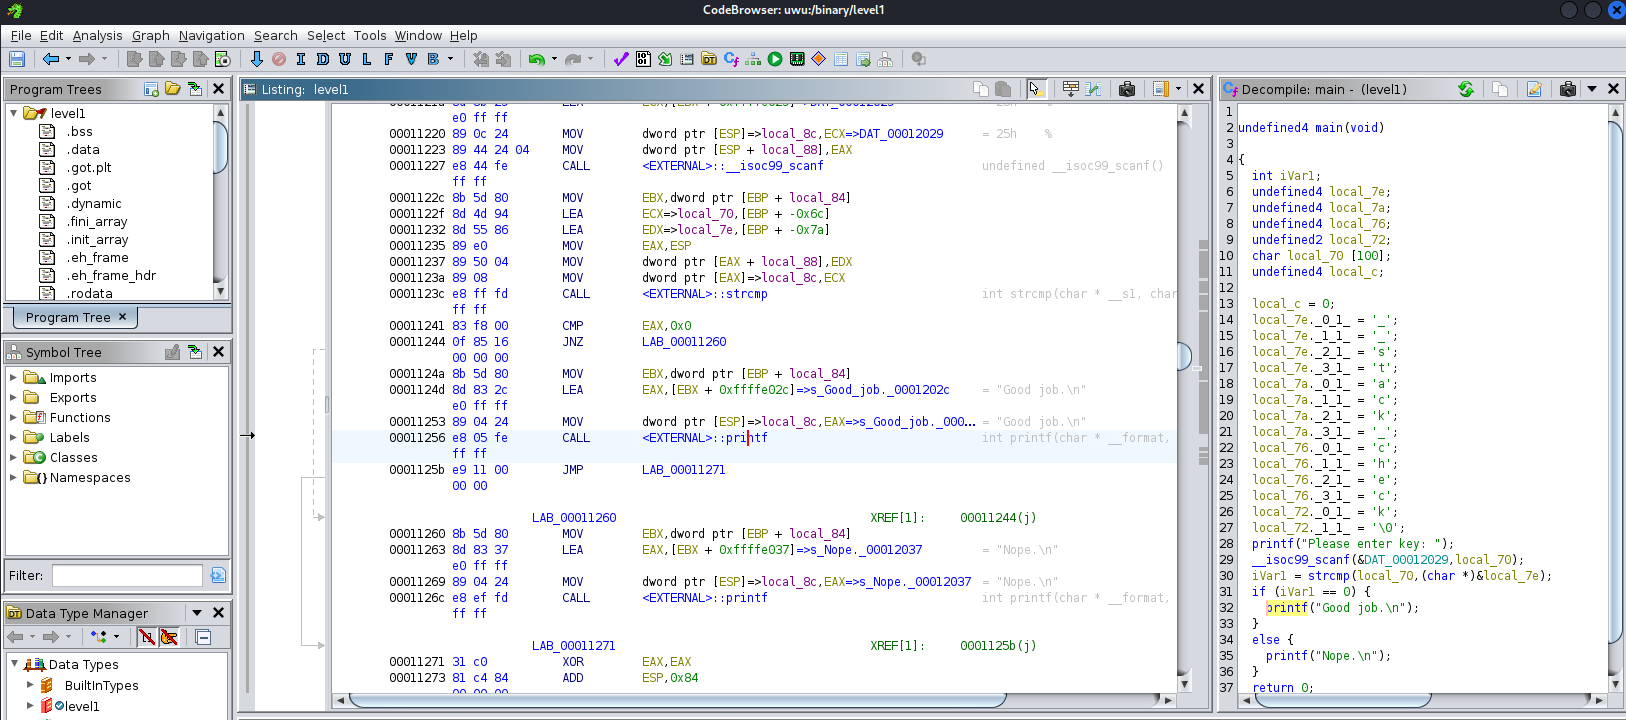 CodeBrowser: uwu:/binary/level1
File Edit Analysis Graph Navigation Search Select Tools Window Help
I D U L F V B
Program Trees
level1
.bss
.data
.got.plt
.got
.dynamic
.fini_array
.init_array
.eh_frame
.eh_frame_hdr
.rodata
Program Tree ×
Symbol Tree
Imports
Exports
Functions
Labels
Classes
Namespaces
Filter:
Data Type Manager
Data Types
BuiltInTypes
level1
Listing: level1
e0 ff ff
00011220 89 0c 24 MOV dword ptr [ESP]=>local_8c,ECX=>DAT_00012029 = 25h %
00011223 89 44 24 04 MOV dword ptr [ESP + local_88],EAX
00011227 e8 44 fe CALL <EXTERNAL>::__isoc99_scanf undefined __isoc99_scanf()
ff ff
0001122c 8b 5d 80 MOV EBX,dword ptr [EBP + local_84]
0001122f 8d 4d 94 LEA ECX=>local_70,[EBP + -0x6c]
00011232 8d 55 86 LEA EDX=>local_7e,[EBP + -0x7a]
00011235 89 e0 MOV EAX,ESP
00011237 89 50 04 MOV dword ptr [EAX + local_88],EDX
0001123a 89 08 MOV dword ptr [EAX]=>local_8c,ECX
0001123c e8 ff fd CALL <EXTERNAL>::strcmp int strcmp(char * __s1, char
ff ff
00011241 83 f8 00 CMP EAX,0x0
00011244 0f 85 16 JNZ LAB_00011260
00 00 00
0001124a 8b 5d 80 MOV EBX,dword ptr [EBP + local_84]
0001124d 8d 83 2c LEA EAX,[EBX + 0xffffe02c]=>s_Good_job._0001202c = "Good job.\n"
e0 ff ff
00011253 89 04 24 MOV dword ptr [ESP]=>local_8c,EAX=>s_Good_job._000... = "Good job.\n"
00011256 e8 05 fe CALL <EXTERNAL>::printf int printf(char * __format,
ff ff
0001125b e9 11 00 JMP LAB_00011271
00 00
LAB_00011260 XREF[1]: 00011244(j)
00011260 8b 5d 80 MOV EBX,dword ptr [EBP + local_84]
00011263 8d 83 37 LEA EAX,[EBX + 0xffffe037]=>s_Nope._00012037 = "Nope.\n"
e0 ff ff
00011269 89 04 24 MOV dword ptr [ESP]=>local_8c,EAX=>s_Nope._00012037 = "Nope.\n"
0001126c e8 ef fd CALL <EXTERNAL>::printf int printf(char * __format,
ff ff
LAB_00011271 XREF[1]: 0001125b(j)
00011271 31 c0 XOR EAX,EAX
00011273 81 c4 84 ADD ESP,0x84
Decompile: main - (level1)
1
2 undefined4 main(void)
3
4 {
5 int iVar1;
6 undefined4 local_7e;
7 undefined4 local_7a;
8 undefined4 local_76;
9 undefined2 local_72;
10 char local_70 [100];
11 undefined4 local_c;
12
13 local_c = 0;
14 local_7e._0_1_ = '_';
15 local_7e._1_1_ = '_';
16 local_7e._2_1_ = 's';
17 local_7e._3_1_ = 't';
18 local_7a._0_1_ = 'a';
19 local_7a._1_1_ = 'c';
20 local_7a._2_1_ = 'k';
21 local_7a._3_1_ = '_';
22 local_76._0_1_ = 'c';
23 local_76._1_1_ = 'h';
24 local_76._2_1_ = 'e';
25 local_76._3_1_ = 'c';
26 local_72._0_1_ = 'k';
27 local_72._1_1_ = '\0';
28 printf("Please enter key: ");
29 __isoc99_scanf(&DAT_00012029,local_70);
30 iVar1 = strcmp(local_70,(char *)&local_7e);
31 if (iVar1 == 0) {
32 printf("Good job.\n");
33 }
34 else {
35 printf("Nope.\n");
36 }
37 return 0;